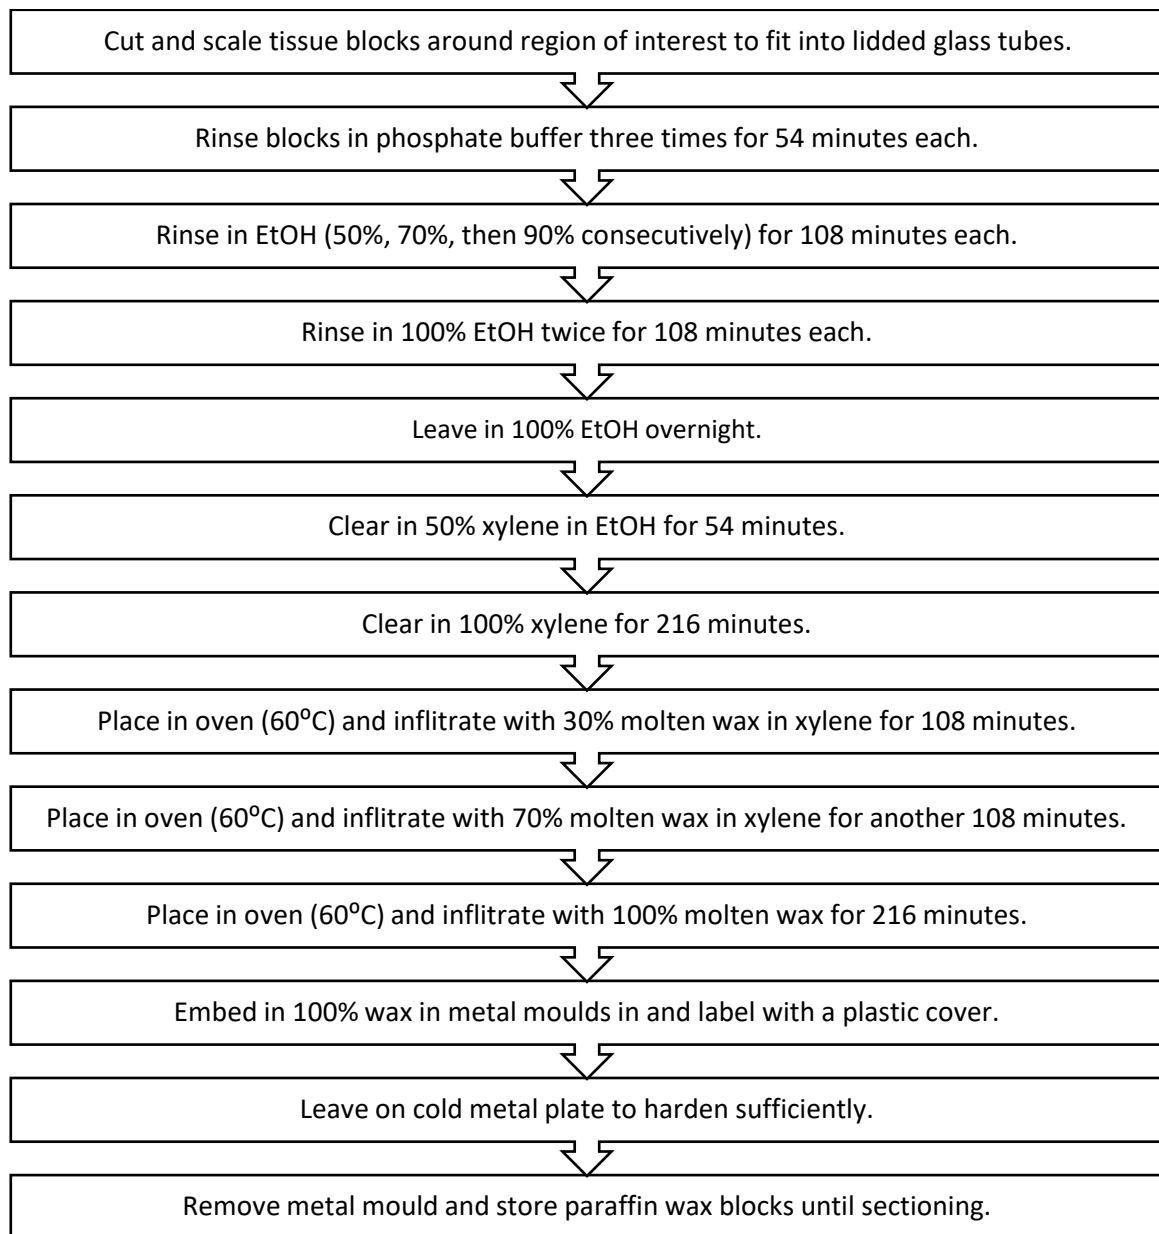 Cut and scale tissue blocks around region of interest to fit into lidded glass tubes.
Rinse blocks in phosphate buffer three times for 54 minutes each.
Rinse in EtOH (50%, 70%, then 90% consecutively) for 108 minutes each.
Rinse in 100% EtOH twice for 108 minutes each.
Leave in 100% EtOH overnight.
Clear in 50% xylene in EtOH for 54 minutes.
Clear in 100% xylene for 216 minutes.
Place in oven (60⁰C) and inflitrate with 30% molten wax in xylene for 108 minutes.
Place in oven (60⁰C) and inflitrate with 70% molten wax in xylene for another 108 minutes.
Place in oven (60⁰C) and inflitrate with 100% molten wax for 216 minutes.
Embed in 100% wax in metal moulds in and label with a plastic cover.
Leave on cold metal plate to harden sufficiently.
Remove metal mould and store paraffin wax blocks until sectioning.